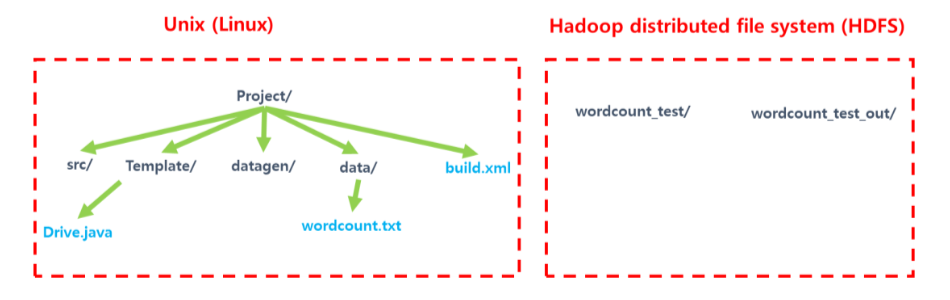 Unix (Linux)
Hadoop distributed file system (HDFS)
Project/
wordcount_test/
wordcount_test_out/
src/
Template/
datagen/
data/
build.xml
Drive.java
wordcount.txt